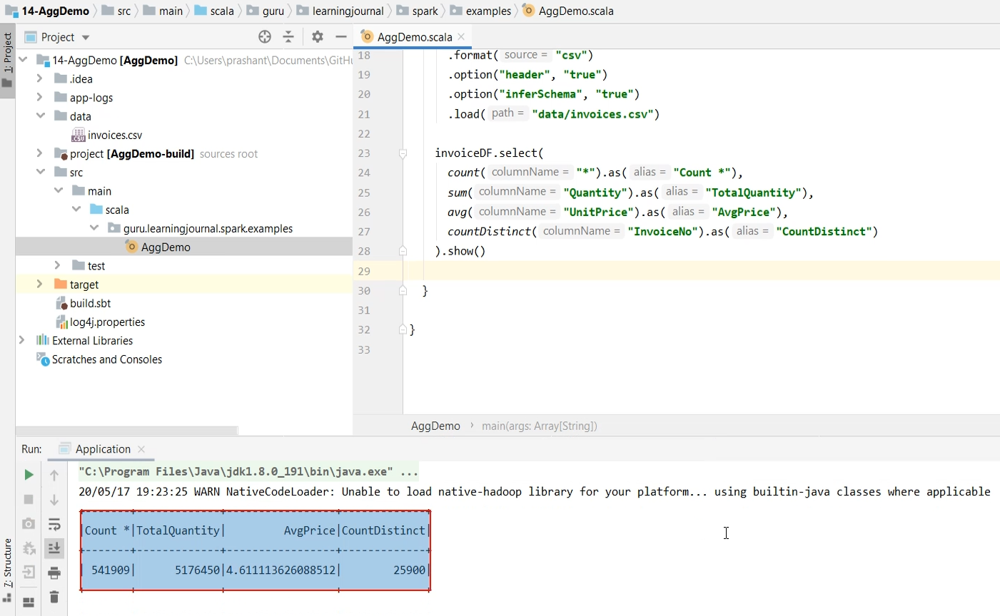 14-AggDemo src main scala guru learningjournal spark examples AggDemo.scala
1: Project
Project
AggDemo.scala
14-AggDemo [AggDemo] C:\Users\prashant\Documents\GitHu
.idea
app-logs
data
invoices.csv
project [AggDemo-build] sources root
src
main
scala
guru.learningjournal.spark.examples
AggDemo
test
target
build.sbt
log4j.properties
External Libraries
Scratches and Consoles
18 .format( source = "csv")
19 .option("header", "true")
20 .option("inferSchema", "true")
21 .load( path = "data/invoices.csv")
22
23 invoiceDF.select(
24 count( columnName = "*").as( alias = "Count *"),
25 sum( columnName = "Quantity").as( alias = "TotalQuantity"),
26 avg( columnName = "UnitPrice").as( alias = "AvgPrice"),
27 countDistinct( columnName = "InvoiceNo").as( alias = "CountDistinct")
28 ).show()
29
30 }
31
32 }
33
AggDemo › main(args: Array[String])
Run: Application
"C:\Program Files\Java\jdk1.8.0_191\bin\java.exe" ...
20/05/17 19:23:25 WARN NativeCodeLoader: Unable to load native-hadoop library for your platform... using builtin-java classes where applicable
+-------+-------------+-----------------+-------------+
|Count *|TotalQuantity|         AvgPrice|CountDistinct|
+-------+-------------+-----------------+-------------+
| 541909|      5176450|4.611113626088512|        25900|
+-------+-------------+-----------------+-------------+
Z: Structure